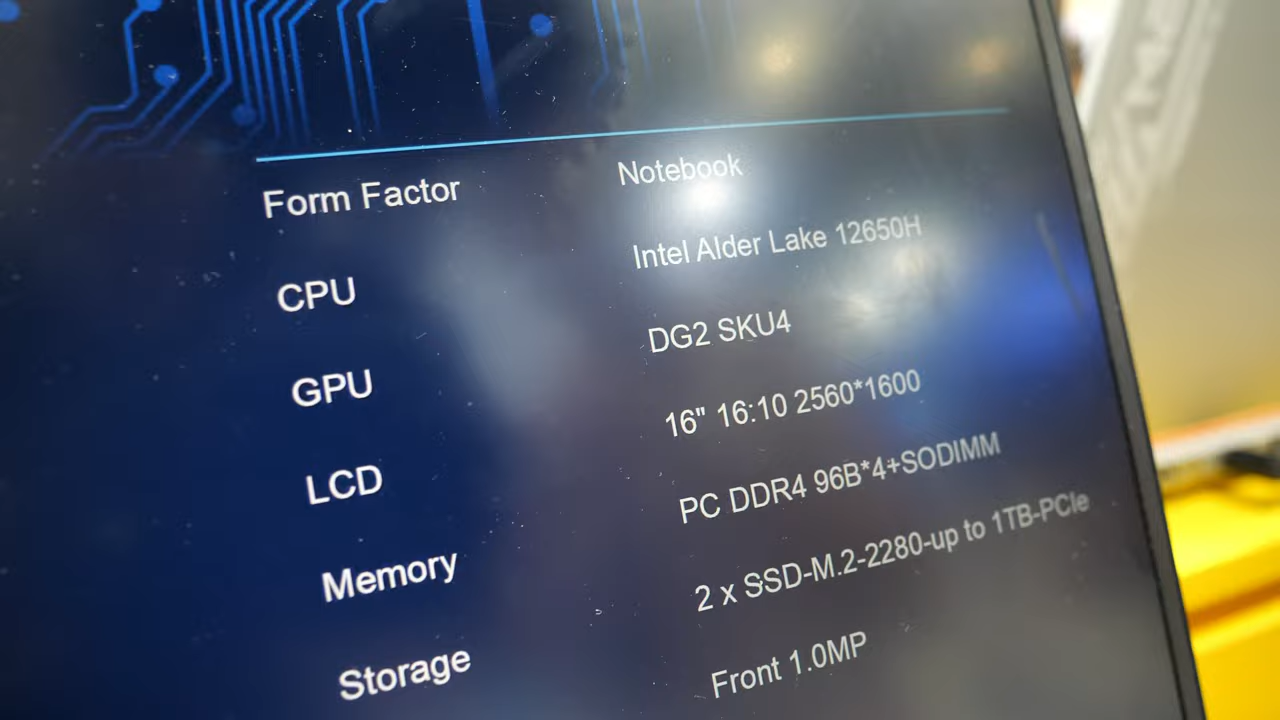 Form Factor Notebook
CPU Intel Alder Lake 12650H
GPU DG2 SKU4
LCD 16" 16:10 2560*1600
Memory PC DDR4 96B*4+SODIMM
Storage 2 x SSD-M.2-2280-up to 1TB-PCIe
Front 1.0MP